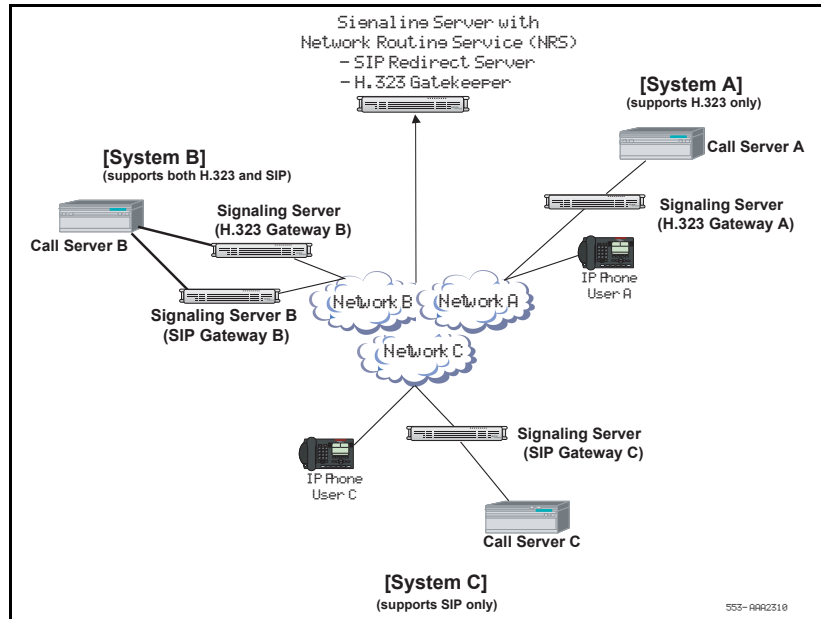 Signaling Server with
Network Routing Service (NRS)
- SIP Redirect Server
- H.323 Gatekeeper
[System A]
(supports H.323 only)
Call Server A
[System B]
(supports both H.323 and SIP)
Signaling Server
(H.323 Gateway B)
Call Server B
Signaling Server
(H.323 Gateway A)
IP Phone
User A
Signaling Server B
(SIP Gateway B)
Network B
Network A
Network C
Signaling Server
(SIP Gateway C)
IP Phone
User C
Call Server C
[System C]
(supports SIP only)
553-AAA2310